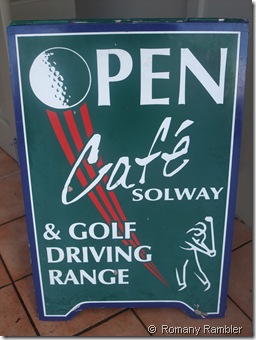 OPEN
Café
SOLWAY
& GOLF
DRIVING
RANGE
© Romany Rambler